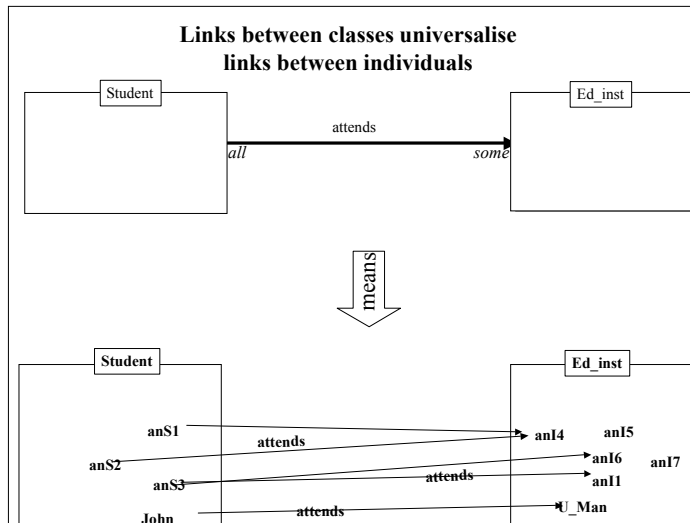 Links between classes universalise
links between individuals
Student
Ed_inst
attends
all
some
means
Student
Ed_inst
anS1
anI4
anI5
attends
anS2
anI6
anI7
anS3
attends
anI1
John
attends
U_Man